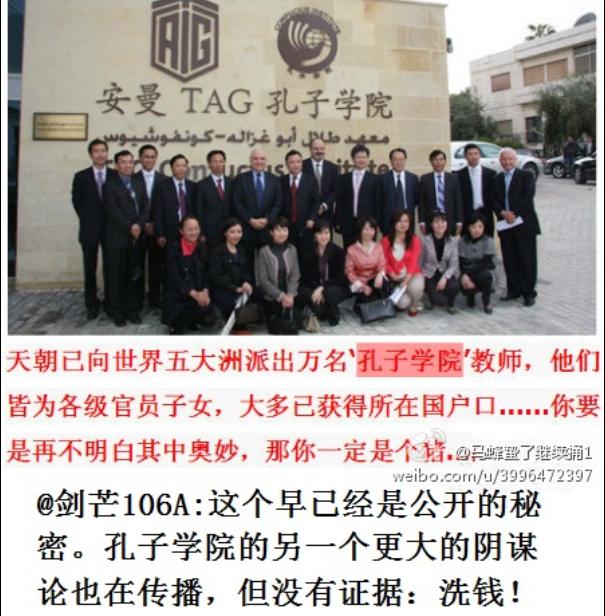 TAG
CONFUCIUS INSTITUTE
安曼 TAG 孔子学院
معهد طلال أبو غزاله-كونفوشيوس
Confucius Institute
天朝已向世界五大洲派出万名‘孔子学院’教师，他们
皆为各级官员子女，大多已获得所在国户口......你要
是再不明白其中奥妙，那你一定是个猪
@马蜂蜇了继续捅1
weibo.com/u/3996472397
@剑芒106A:这个早已经是公开的秘
密。孔子学院的另一个更大的阴谋
论也在传播，但没有证据：洗钱！